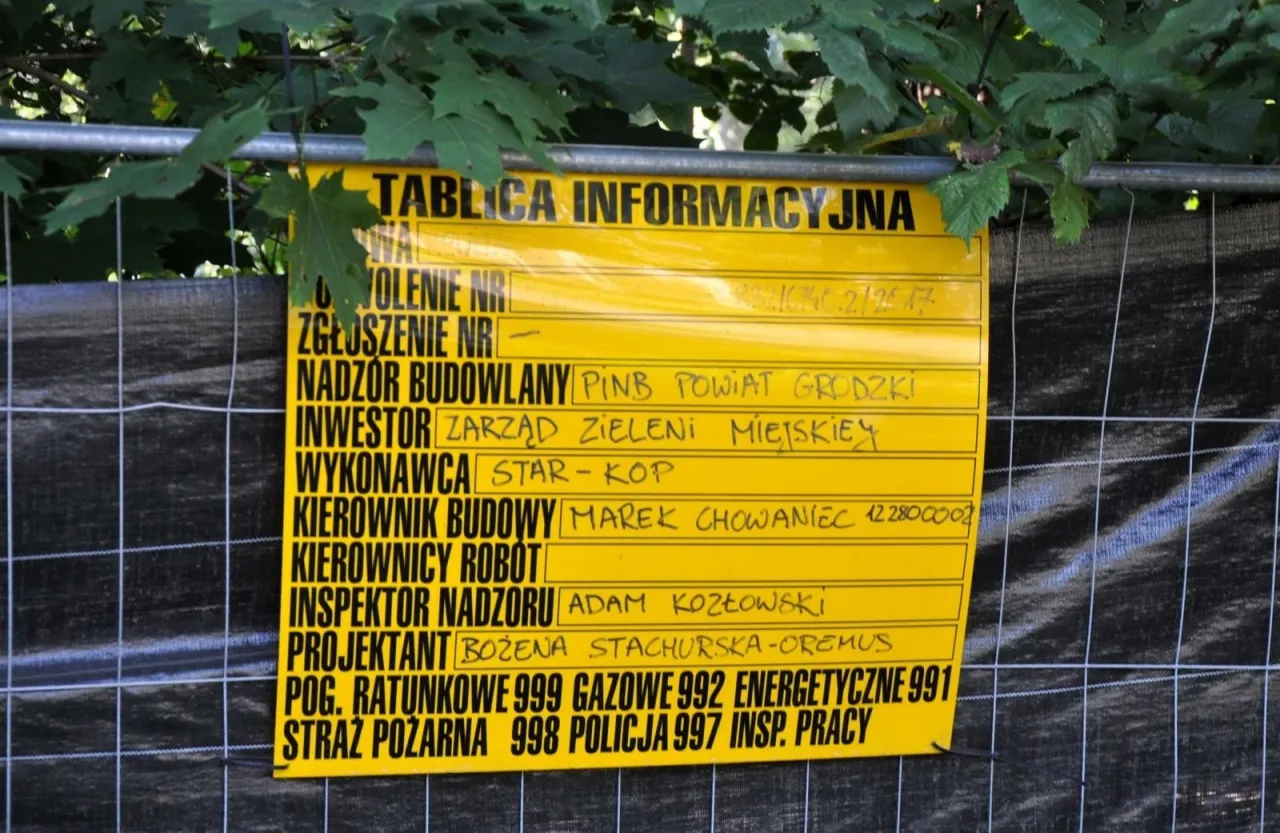 TABLICA INFORMACYJNA
ZGŁOSZENIE NR –
NADZÓR BUDOWLANY PINB POWIAT GRODZKI
INWESTOR ZARZĄD ZIELENI MIEJSKIEJ
WYKONAWCA STAR-KOP
KIEROWNIK BUDOWY MAREK CHOWANIEC 122800002
KIEROWNICY ROBÓT
INSPEKTOR NADZORU ADAM KOZŁOWSKI
PROJEKTANT BOŻENA STACHURSKA-OREMUS
POG. RATUNKOWE 999 GAZOWE 992 ENERGETYCZNE 991
STRAŻ POŻARNA 998 POLICJA 997 INSP. PRACY